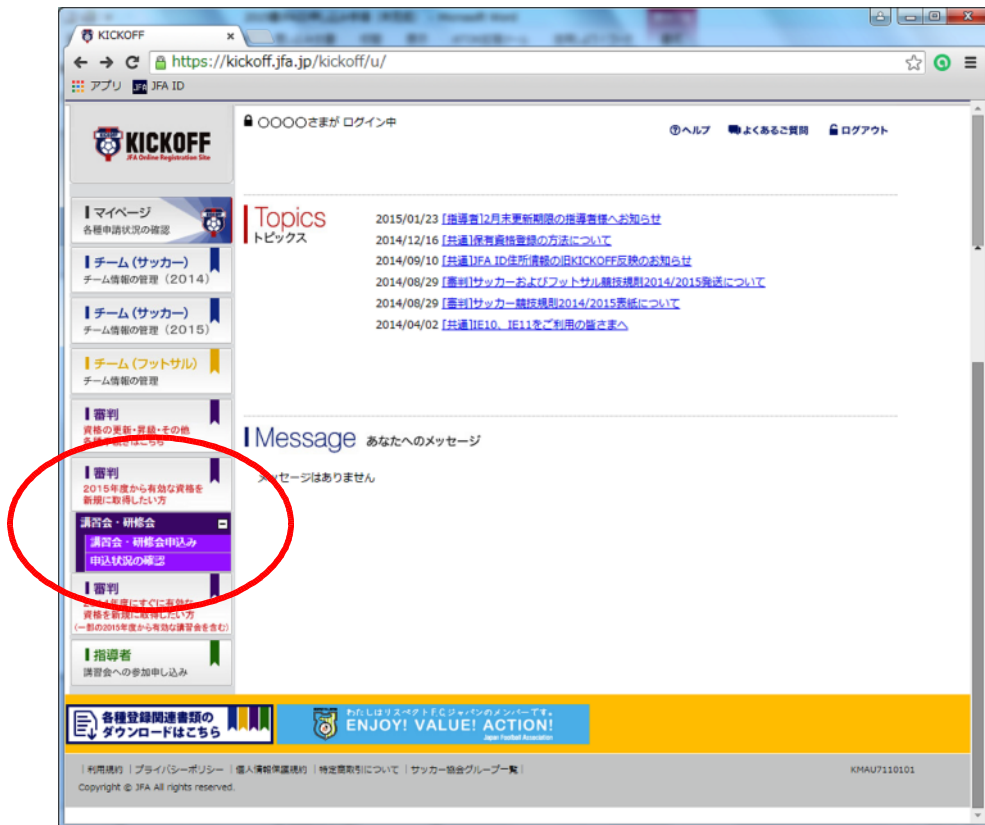 KICKOFF
https://kickoff.jfa.jp/kickoff/u/
アプリ JFA JFA ID
KICKOFF
JFA Online Registration Site
〇〇〇〇さまが ログイン中
ヘルプ よくあるご質問 ログアウト
マイページ
各種申請状況の確認
チーム (サッカー)
チーム情報の管理 (2014)
チーム (サッカー)
チーム情報の管理 (2015)
チーム (フットサル)
チーム情報の管理
審判
資格の更新・昇級・その他
審判
2015年度から有効な資格を
新規に取得したい方
講習会・研修会
講習会・研修会申込み
申込状況の確認
審判
資格を新規に取得したい方
(一部の2015年度から有効な講習会を含む)
指導者
講習会への参加申し込み
Topics
トピックス
2015/01/23 [指導者]2月末更新期限の指導者様へお知らせ
2014/12/16 [共通]保有資格登録の方法について
2014/09/10 [共通]JFA ID住所情報の旧KICKOFF反映のお知らせ
2014/08/29 [審判]サッカーおよびフットサル競技規則2014/2015発送について
2014/08/29 [審判]サッカー競技規則2014/2015表紙について
2014/04/02 [共通]IE10、IE11をご利用の皆さまへ
Message あなたへのメッセージ
メッセージはありません
各種登録関連書類の
ダウンロードはこちら
わたしはリスペクトF.C.ジャパンのメンバーです。
ENJOY! VALUE! ACTION!
Japan Football Association
| 利用規約 | プライバシーポリシー | 個人情報保護規約 | 特定商取引について | サッカー協会グループ一覧 |
KMAU7110101
Copyright © JFA All rights reserved.